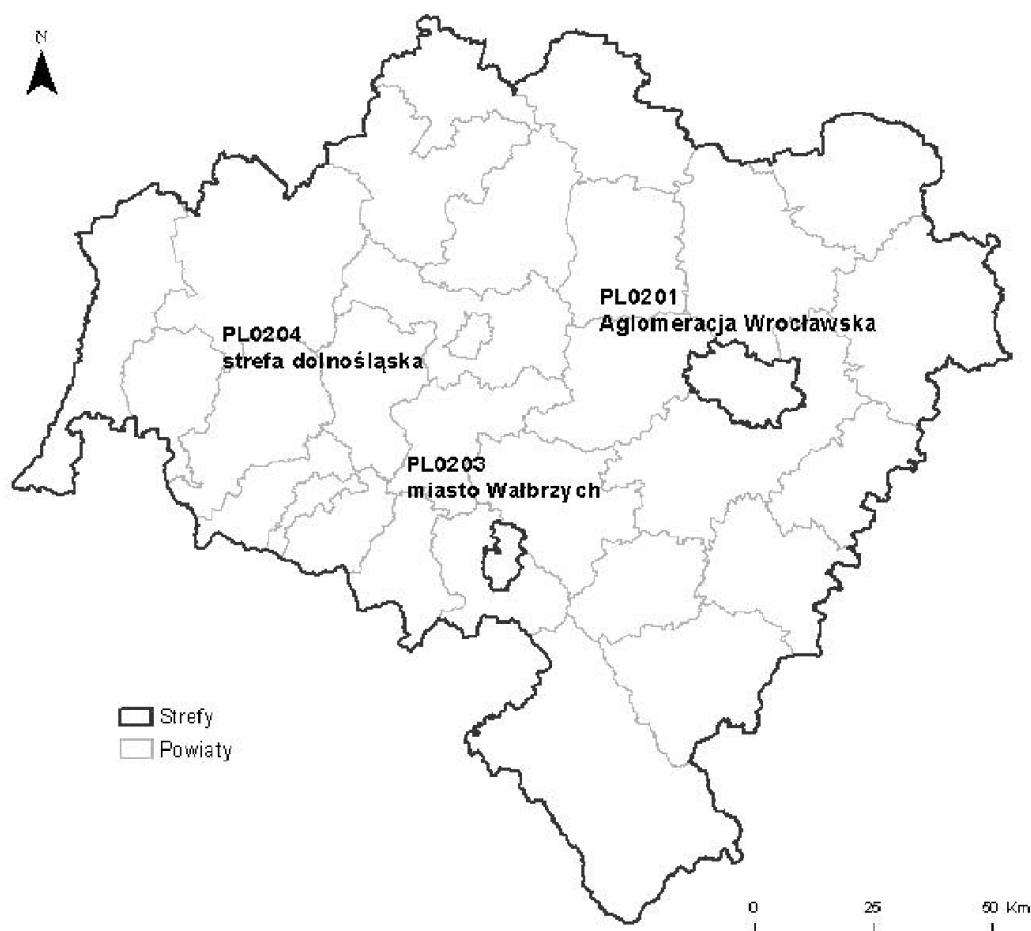 N
PL0201
Aglomeracja Wrocławska
PL0204
strefa dolnośląska
PL0203
miasto Wałbrzych
Strefy
Powiaty
0 25 50 Km